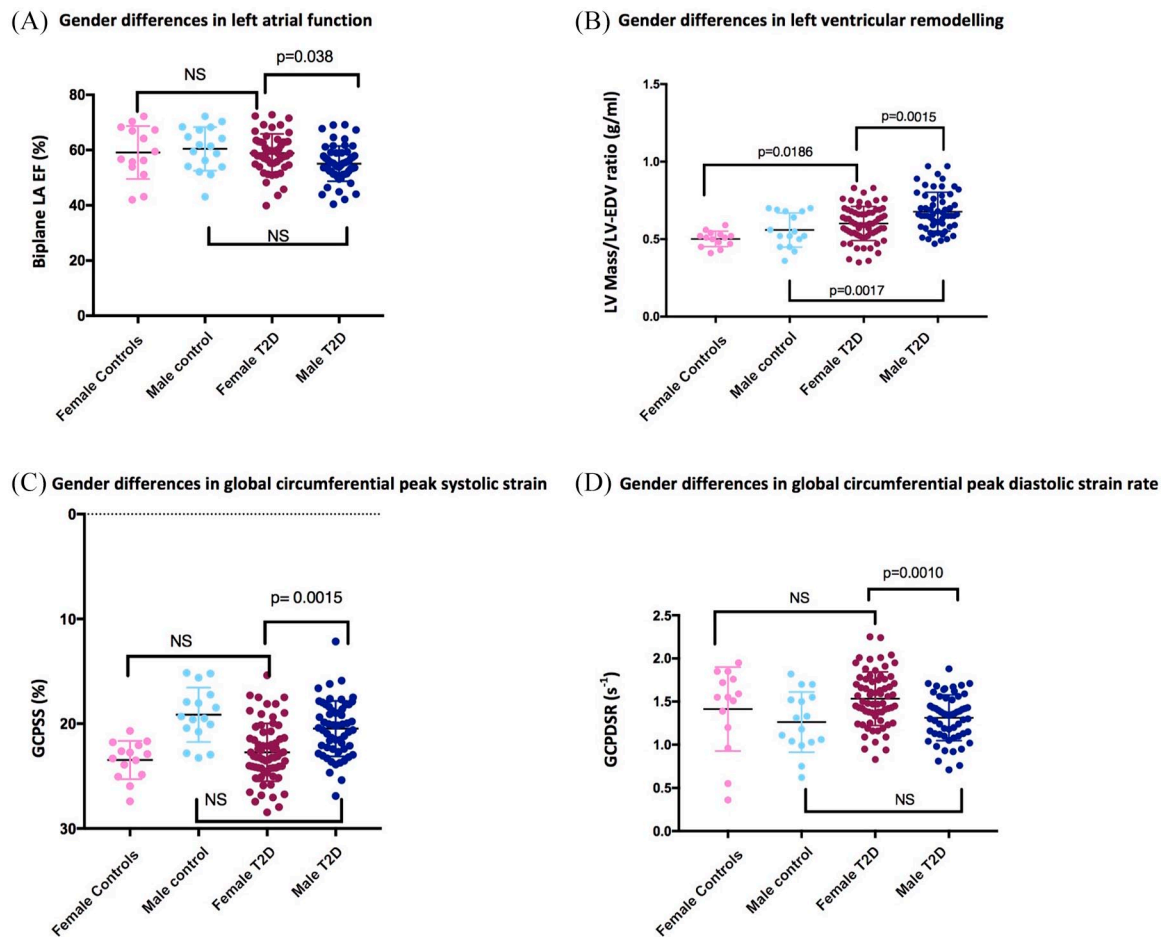 (A) Gender differences in left atrial function
p=0.038
NS
80
60
40
20
0
Biplane LA EF (%)
NS
Female Controls
Male control
Female T2D
Male T2D
(B) Gender differences in left ventricular remodelling
p=0.0015
p=0.0186
1.5
1.0
0.5
0.0
LV Mass/LV-EDV ratio (g/ml)
p=0.0017
Female Controls
Male control
Female T2D
Male T2D
(C) Gender differences in global circumferential peak systolic strain
0
10
20
30
GCPSS (%)
p= 0.0015
NS
NS
Female Controls
Male control
Female T2D
Male T2D
(D) Gender differences in global circumferential peak diastolic strain rate
p=0.0010
NS
2.5
2.0
1.5
1.0
0.5
0.0
GCPDSR (s⁻¹)
NS
Female Controls
Male control
Female T2D
Male T2D